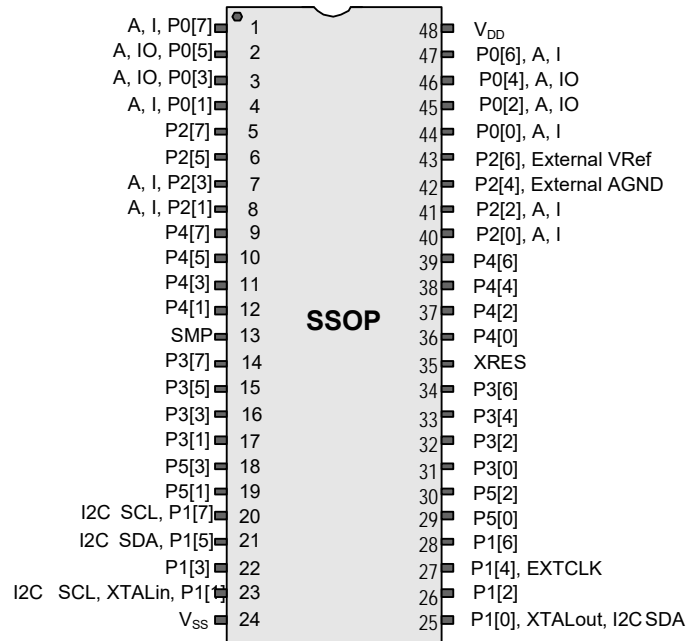 A, I, P0[7] 1 48 VDD
A, IO, P0[5] 2 47 P0[6], A, I
A, IO, P0[3] 3 46 P0[4], A, IO
A, I, P0[1] 4 45 P0[2], A, IO
P2[7] 5 44 P0[0], A, I
P2[5] 6 43 P2[6], External VRef
A, I, P2[3] 7 42 P2[4], External AGND
A, I, P2[1] 8 41 P2[2], A, I
P4[7] 9 40 P2[0], A, I
P4[5] 10 39 P4[6]
P4[3] 11 38 P4[4]
P4[1] 12 37 P4[2]
SSOP
SMP 13 36 P4[0]
P3[7] 14 35 XRES
P3[5] 15 34 P3[6]
P3[3] 16 33 P3[4]
P3[1] 17 32 P3[2]
P5[3] 18 31 P3[0]
P5[1] 19 30 P5[2]
I2C SCL, P1[7] 20 29 P5[0]
I2C SDA, P1[5] 21 28 P1[6]
P1[3] 22 27 P1[4], EXTCLK
I2C SCL, XTALin, P1[1] 23 26 P1[2]
VSS 24 25 P1[0], XTALout, I2C SDA